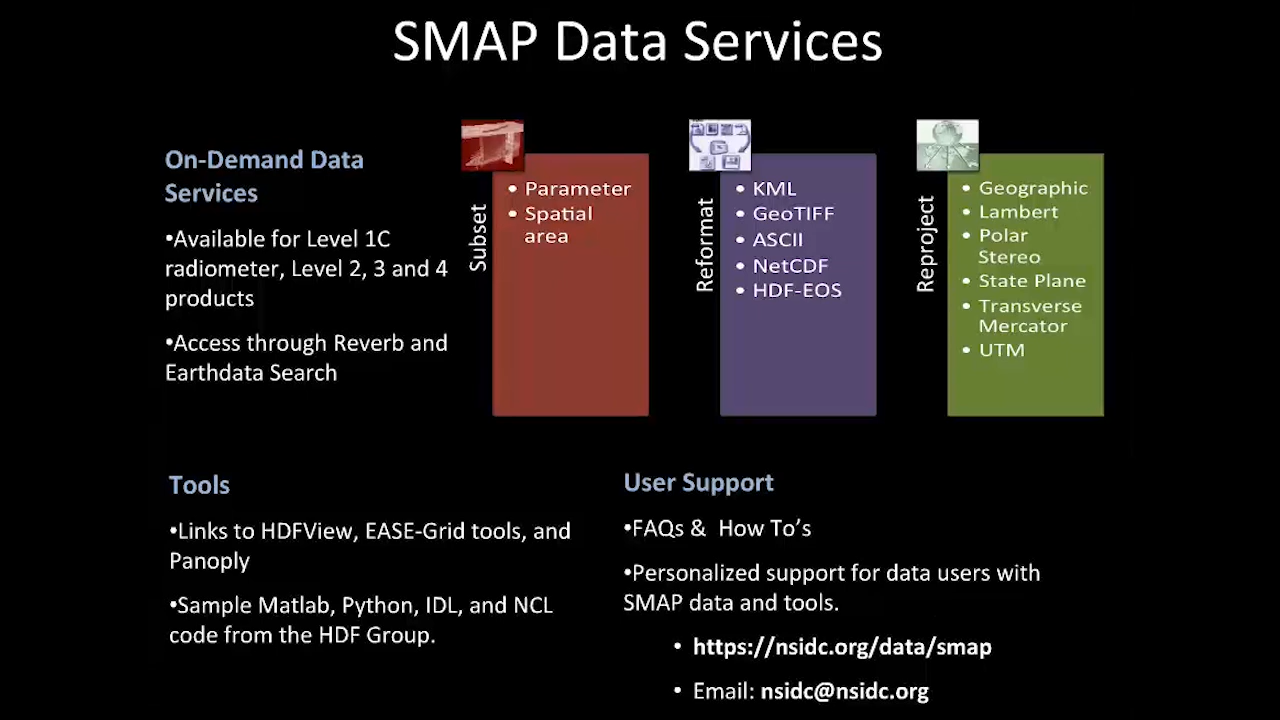 SMAP Data Services
On-Demand Data
Services
•Available for Level 1C
radiometer, Level 2, 3 and 4
products
•Access through Reverb and
Earthdata Search
Subset
• Parameter
• Spatial
area
Reformat
• KML
• GeoTIFF
• ASCII
• NetCDF
• HDF-EOS
Reproject
• Geographic
• Lambert
• Polar
Stereo
• State Plane
• Transverse
Mercator
• UTM
Tools
•Links to HDFView, EASE-Grid tools, and
Panoply
•Sample Matlab, Python, IDL, and NCL
code from the HDF Group.
User Support
•FAQs &  How To’s
•Personalized support for data users with
SMAP data and tools.
• https://nsidc.org/data/smap
• Email: nsidc@nsidc.org